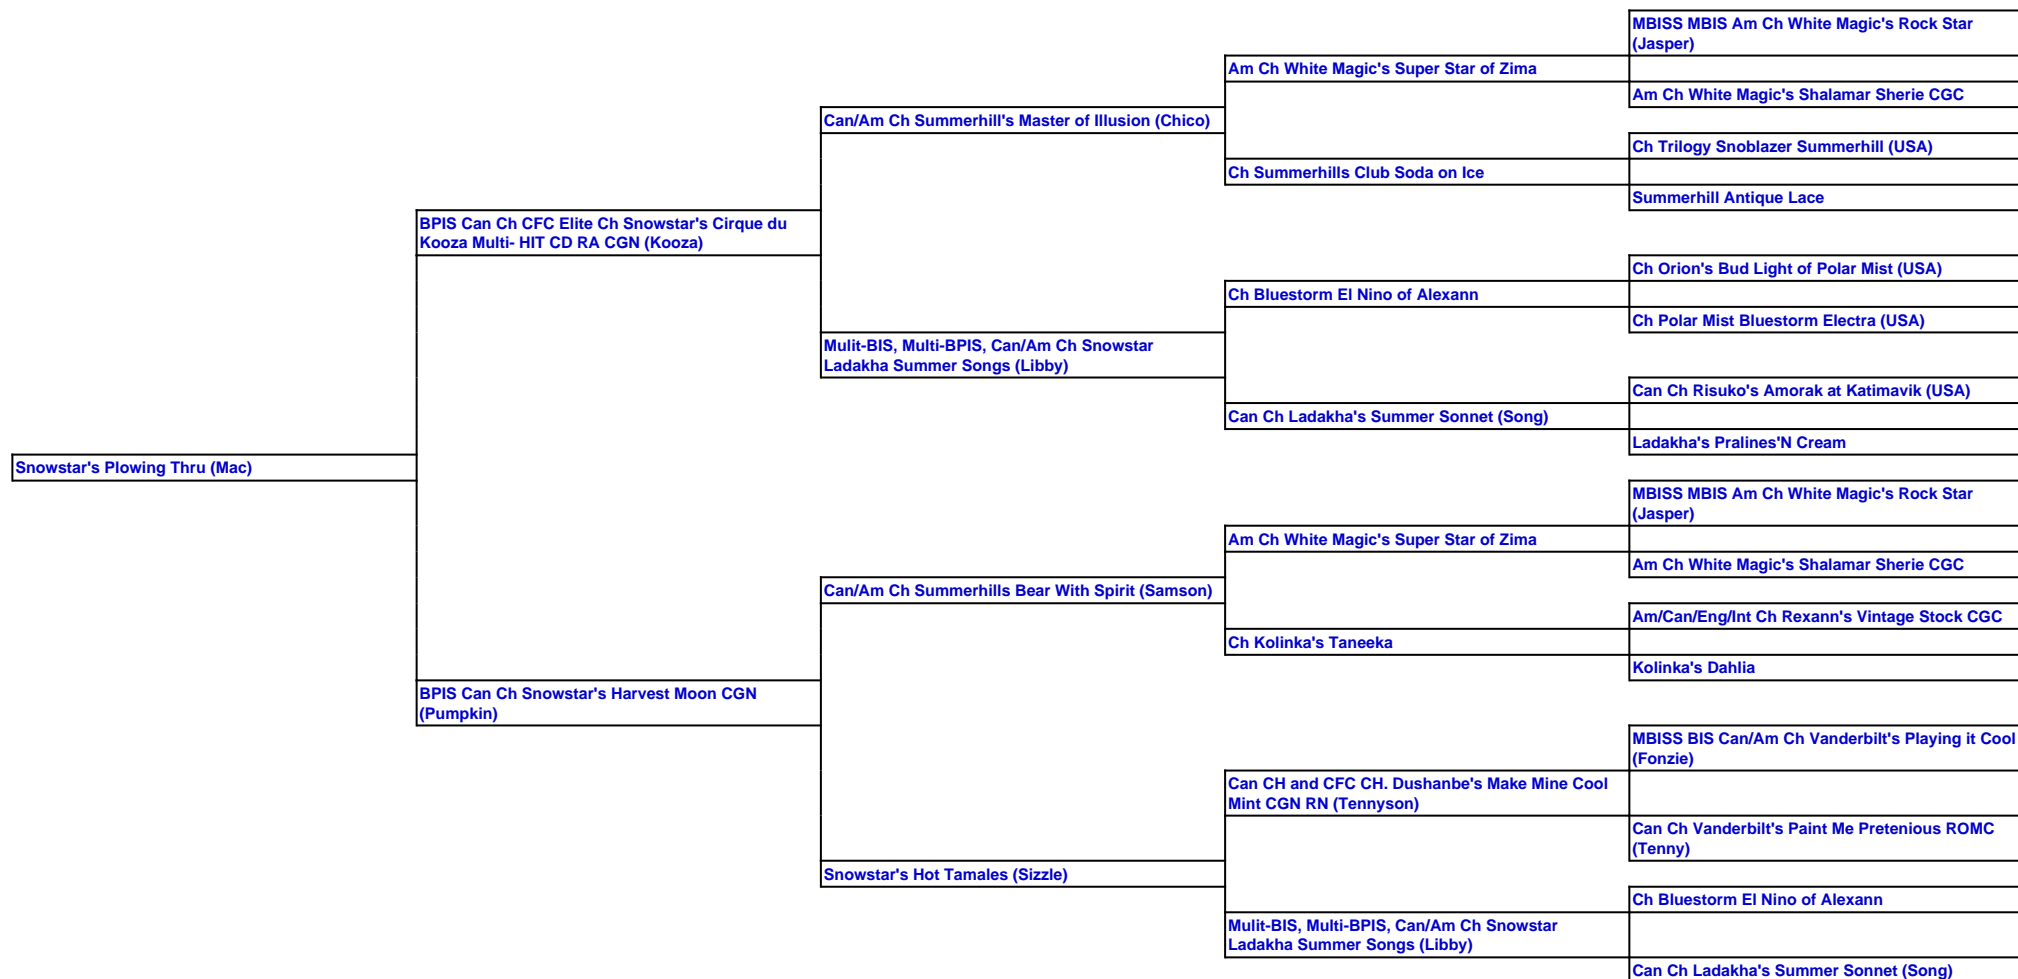 MBISS MBIS Am Ch White Magic's Rock Star
(Jasper)
Am Ch White Magic's Super Star of Zima
Am Ch White Magic's Shalamar Sherie CGC
Can/Am Ch Summerhill's Master of Illusion (Chico)
Ch Trilogy Snoblazer Summerhill (USA)
Ch Summerhills Club Soda on Ice
Summerhill Antique Lace
BPIS Can Ch CFC Elite Ch Snowstar's Cirque du
Kooza Multi- HIT CD RA CGN (Kooza)
Ch Orion's Bud Light of Polar Mist (USA)
Ch Bluestorm El Nino of Alexann
Ch Polar Mist Bluestorm Electra (USA)
Mulit-BIS, Multi-BPIS, Can/Am Ch Snowstar
Ladakha Summer Songs (Libby)
Can Ch Risuko's Amorak at Katimavik (USA)
Can Ch Ladakha's Summer Sonnet (Song)
Ladakha's Pralines'N Cream
Snowstar's Plowing Thru (Mac)
MBISS MBIS Am Ch White Magic's Rock Star
(Jasper)
Am Ch White Magic's Super Star of Zima
Am Ch White Magic's Shalamar Sherie CGC
Can/Am Ch Summerhills Bear With Spirit (Samson)
Am/Can/Eng/Int Ch Rexann's Vintage Stock CGC
Ch Kolinka's Taneeka
Kolinka's Dahlia
BPIS Can Ch Snowstar's Harvest Moon CGN
(Pumpkin)
MBISS BIS Can/Am Ch Vanderbilt's Playing it Cool
(Fonzie)
Can CH and CFC CH. Dushanbe's Make Mine Cool
Mint CGN RN (Tennyson)
Can Ch Vanderbilt's Paint Me Pretenious ROMC
(Tenny)
Snowstar's Hot Tamales (Sizzle)
Ch Bluestorm El Nino of Alexann
Mulit-BIS, Multi-BPIS, Can/Am Ch Snowstar
Ladakha Summer Songs (Libby)
Can Ch Ladakha's Summer Sonnet (Song)